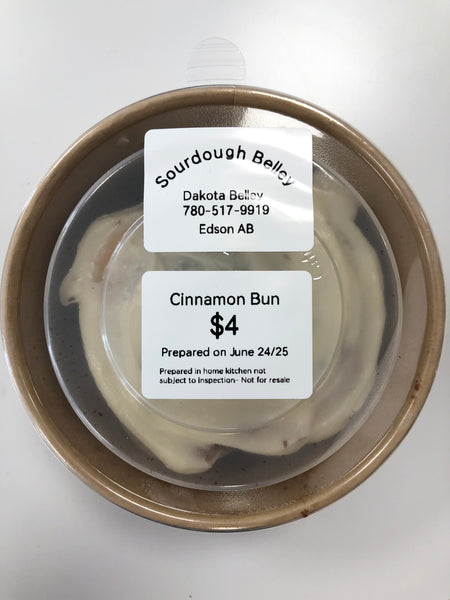 Sourdough Belley
Dakota Belley
780-517-9919
Edson AB
Cinnamon Bun
$4
Prepared on June 24/25
Prepared in home kitchen not
subject to Inspection- Not for resale